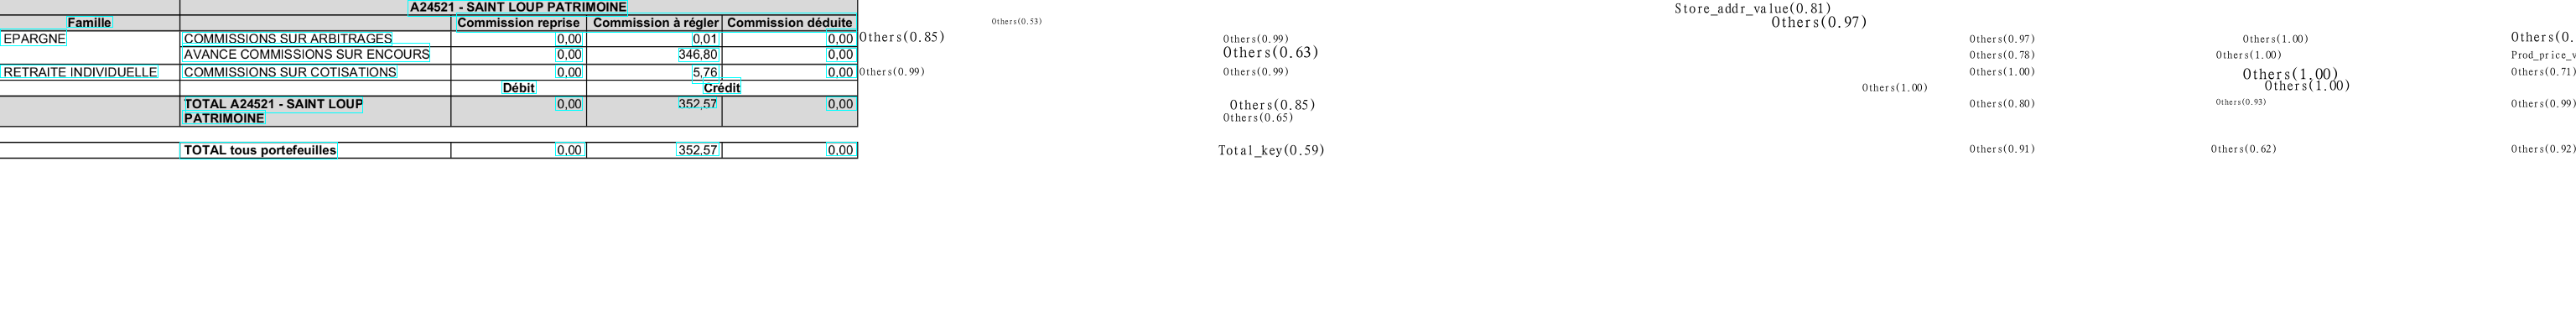 A24521 - SAINT LOUP PATRIMOINE Store_addr_value(0.81)
Famille Commission reprise Commission à régler Commission déduite Others(0.53) Others(0.97)
EPARGNE COMMISSIONS SUR ARBITRAGES 0,00 0,01 0,00 Others(0.85) Others(0.99) Others(0.97) Others(1.00) Others(0.
AVANCE COMMISSIONS SUR ENCOURS 0,00 346,80 0,00 Others(0.63) Others(0.78) Others(1.00) Prod_price_v
RETRAITE INDIVIDUELLE COMMISSIONS SUR COTISATIONS 0,00 5,76 0,00 Others(0.99) Others(0.99) Others(1.00) Others(1.00) Others(0.71)
Débit Crédit Others(1.00) Others(1.00)
TOTAL A24521 - SAINT LOUP 0,00 352,57 0,00 Others(0.85) Others(0.80) Others(0.93) Others(0.99)
PATRIMOINE Others(0.65)
TOTAL tous portefeuilles 0,00 352,57 0,00 Total_key(0.59) Others(0.91) Others(0.62) Others(0.92)